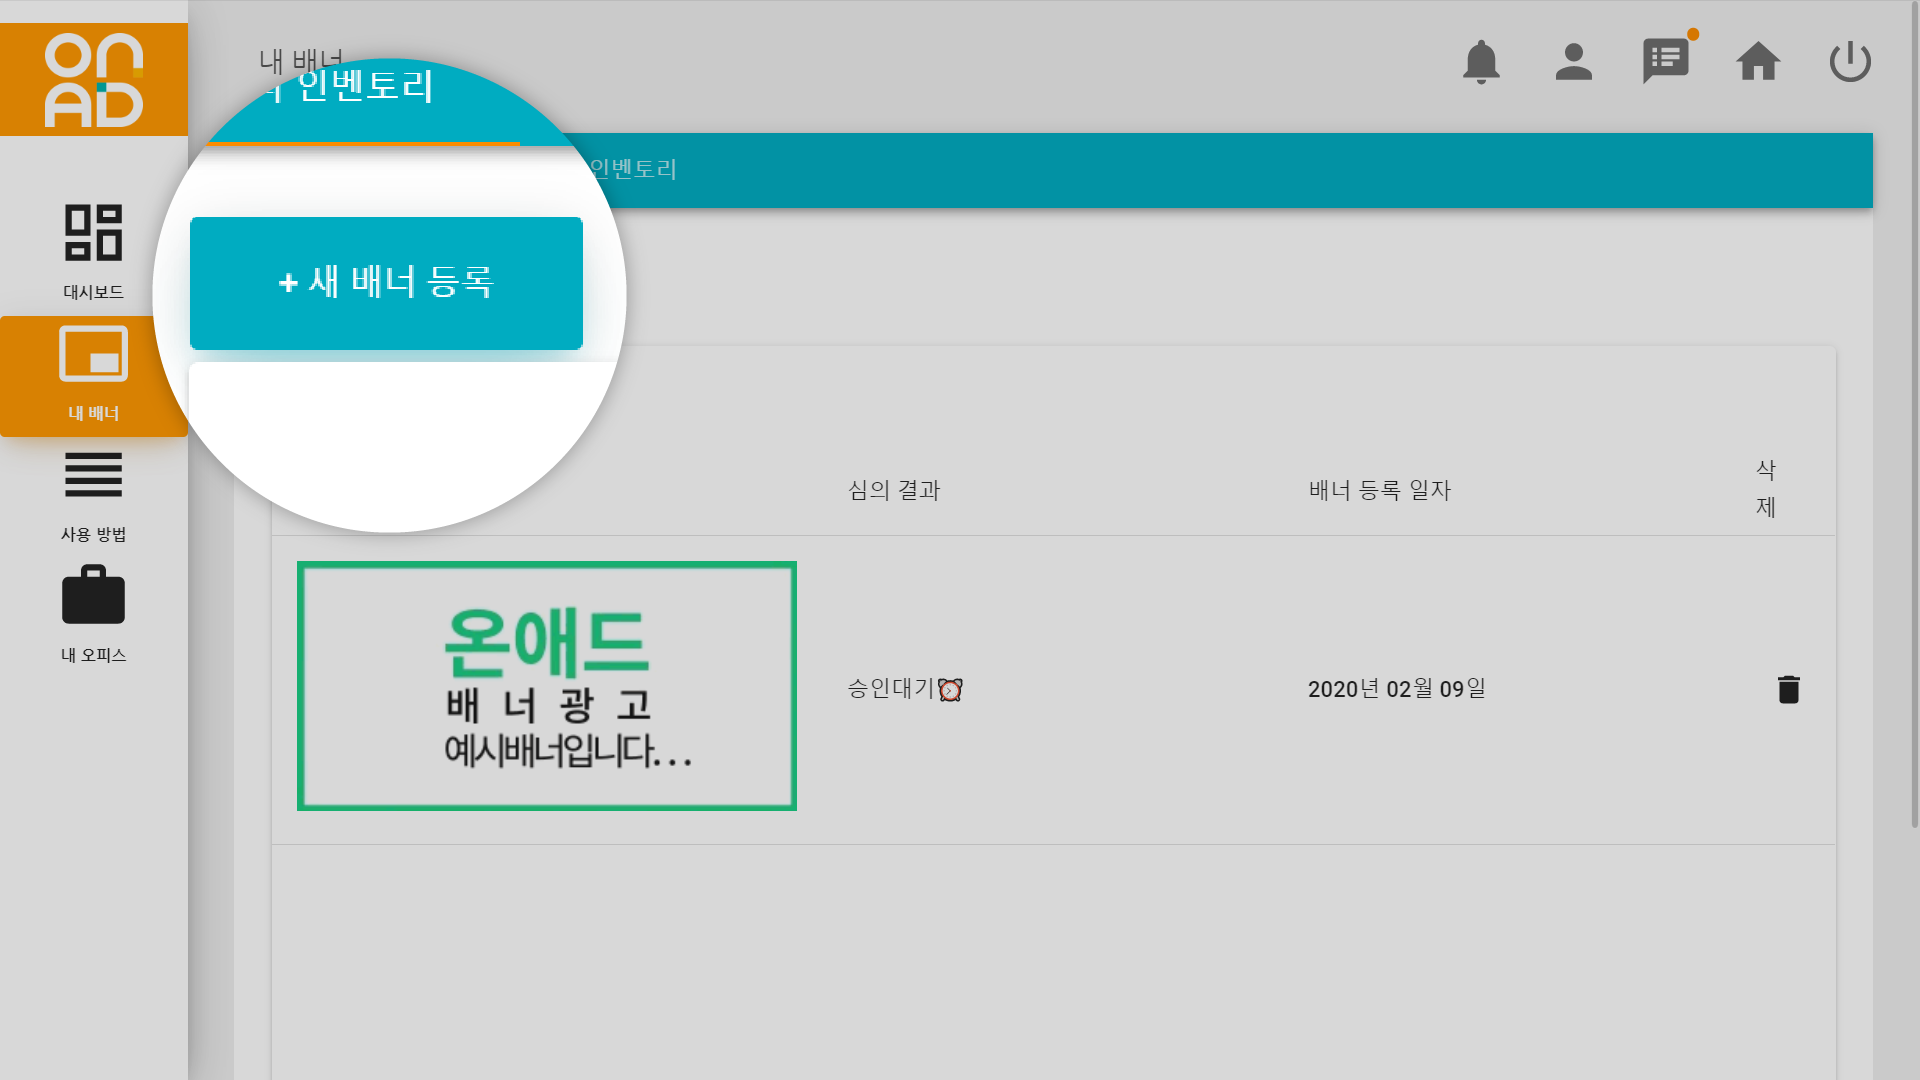 ONAD
내 배너
인벤토리
인벤토리
+ 새 배너 등록
대시보드
내 배너
사용 방법
내 오피스
심의 결과
배너 등록 일자
삭
제
온애드
배 너 광 고
예시배너입니다...
승인대기⏰
2020년 02월 09일